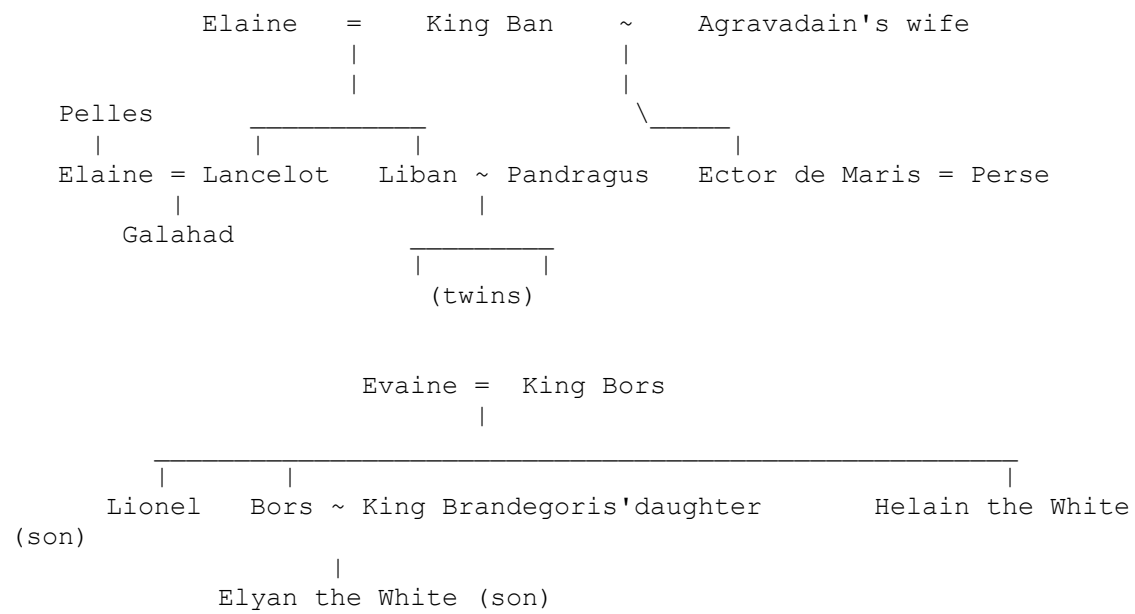 Elaine = King Ban ~ Agravadain's wife
Pelles
Elaine = Lancelot Liban ~ Pandragus Ector de Maris = Perse
Galahad
(twins)
Evaine = King Bors
Lionel Bors ~ King Brandegoris'daughter Helain the White
(son)
Elyan the White (son)